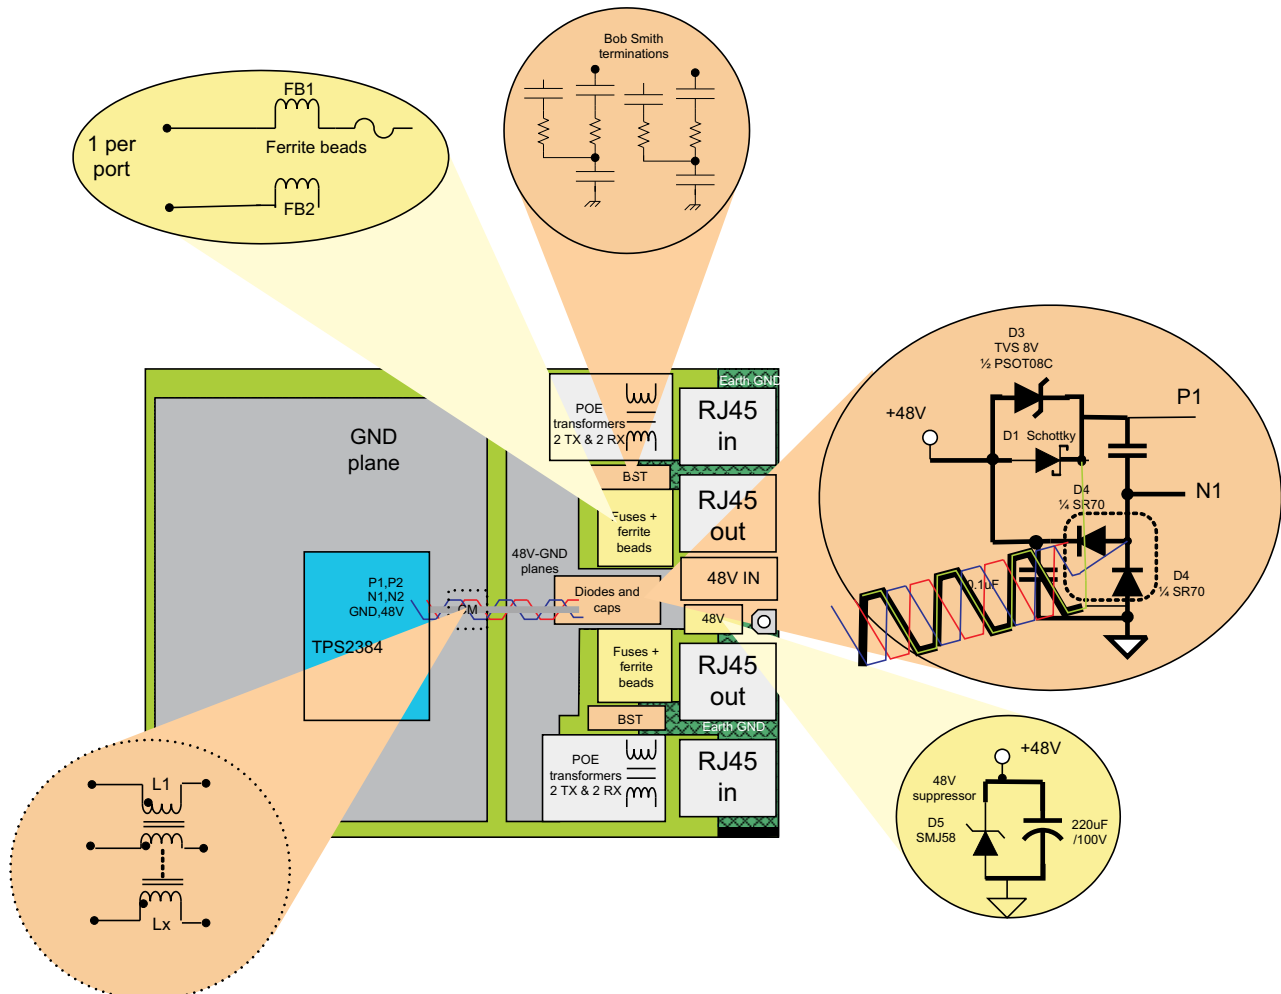 Bob Smith
terminations
FB1
1 per
port
Ferrite beads
FB2
D3
TVS 8V
½ PSOT08C
P1
+48V
D1 Schottky
D4
¼ SR70
N1
0.1uF
D4
¼ SR70
Earth GND
POE
transformers
2 TX & 2 RX
RJ45
in
GND
plane
BST
RJ45
out
Fuses +
ferrite
beads
48V-GND
planes
48V IN
P1,P2
N1,N2
GND,48V
CM
Diodes and
caps
48V
TPS2384
Fuses +
ferrite
beads
RJ45
out
BST
Earth GND
POE
transformers
2 TX & 2 RX
RJ45
in
+48V
48V
suppressor
D5
SMJ58
220uF
/100V
L1
Lx